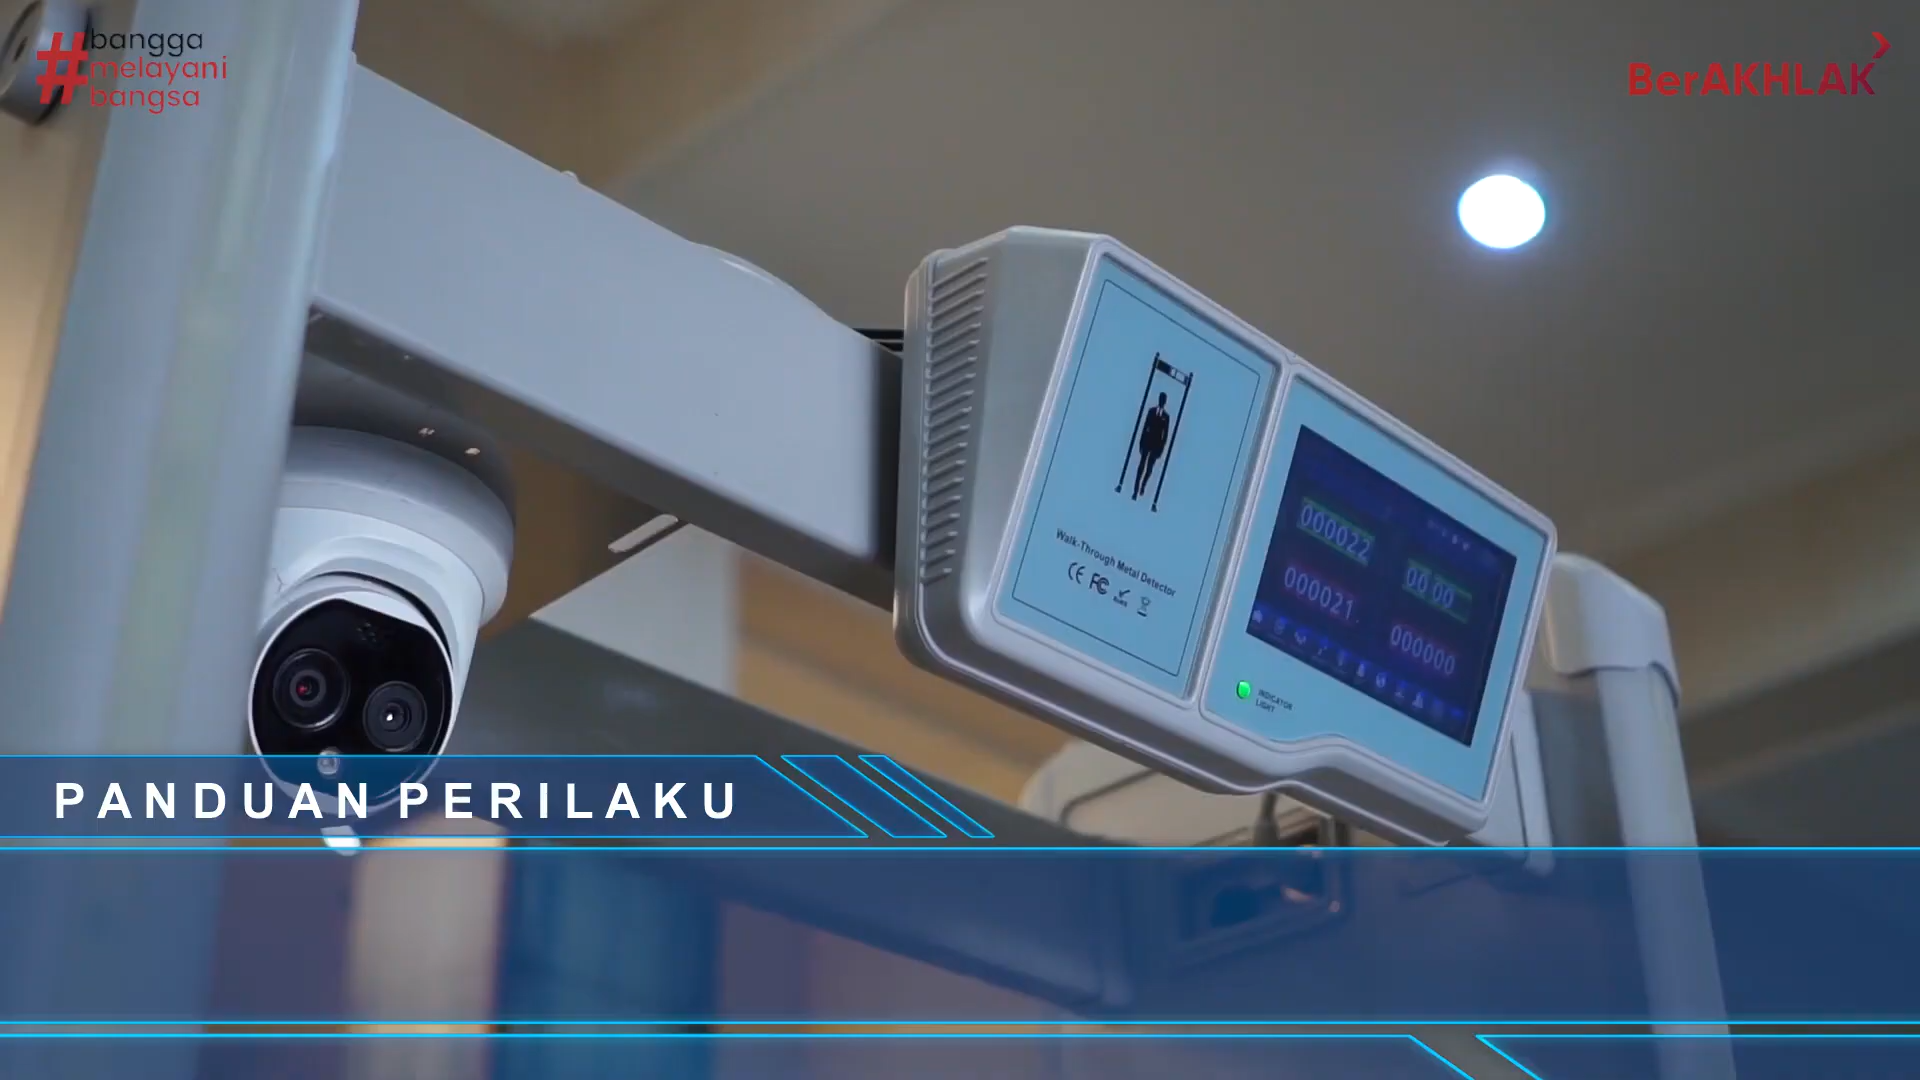 #bangga
melayani
bangsa
BerAKHLAK
Walk-Through Metal Detector
CE FC RoHS
000022
00 00
000021
000000
INDICATOR
LIGHT
PANDUAN PERILAKU